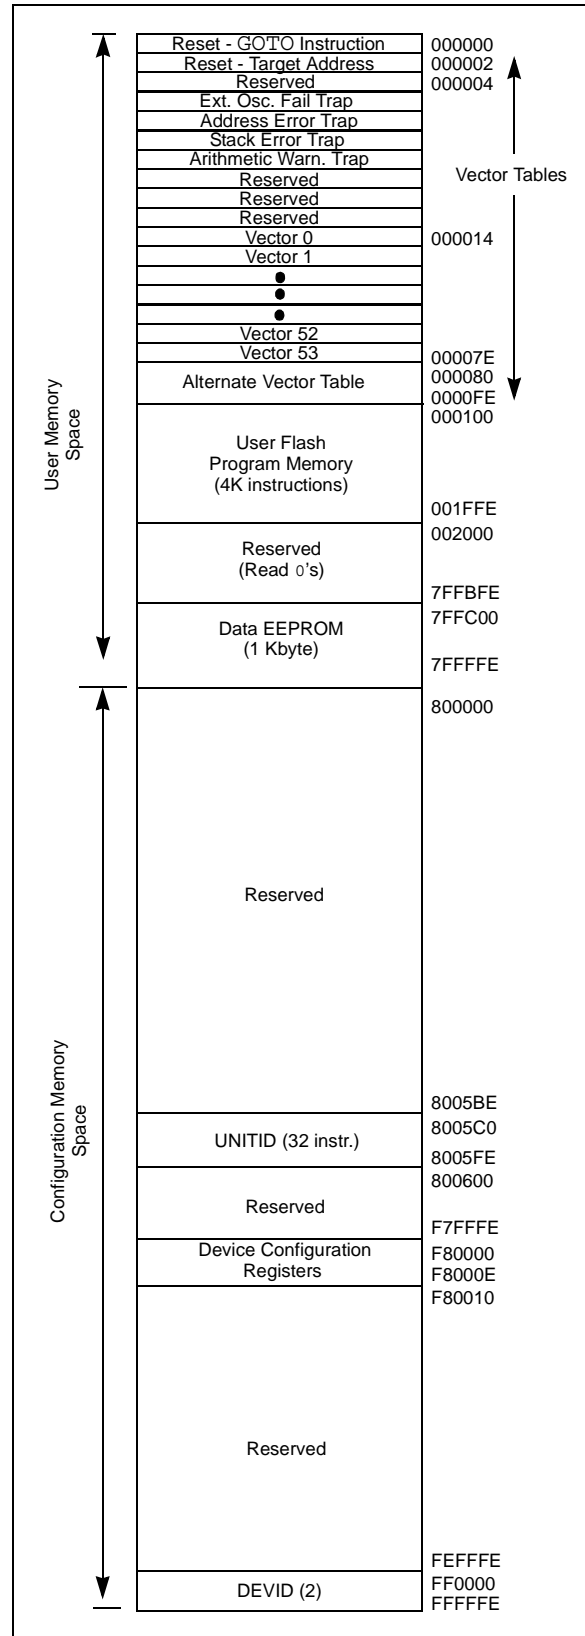 Reset - GOTO Instruction 000000
Reset - Target Address 000002
Reserved 000004
Ext. Osc. Fail Trap
Address Error Trap
Stack Error Trap
Arithmetic Warn. Trap
Vector Tables
Reserved
Reserved
Reserved
Vector 0 000014
Vector 1
Vector 52
Vector 53
00007E
Alternate Vector Table
000080
0000FE
000100
User Memory
Space
User Flash
Program Memory
(4K instructions)
001FFE
002000
Reserved
(Read 0's)
7FFBFE
7FFC00
Data EEPROM
(1 Kbyte)
7FFFFE
800000
Reserved
Configuration Memory
Space
8005BE
8005C0
UNITID (32 instr.)
8005FE
800600
Reserved
F7FFFE
Device Configuration
Registers
F80000
F8000E
F80010
Reserved
FEFFFE
FF0000
DEVID (2)
FFFFFE